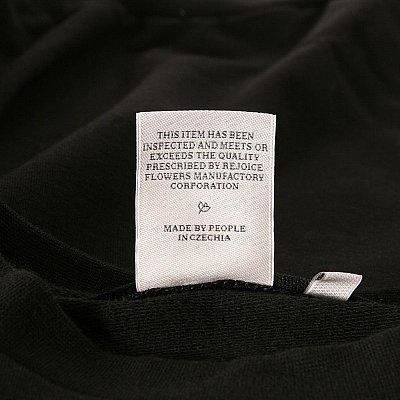 THIS ITEM HAS BEEN
INSPECTED AND MEETS OR
EXCEEDS THE QUALITY
PRESCRIBED BY REJOICE
FLOWERS MANUFACTORY
CORPORATION
MADE BY PEOPLE
IN CZECHIA